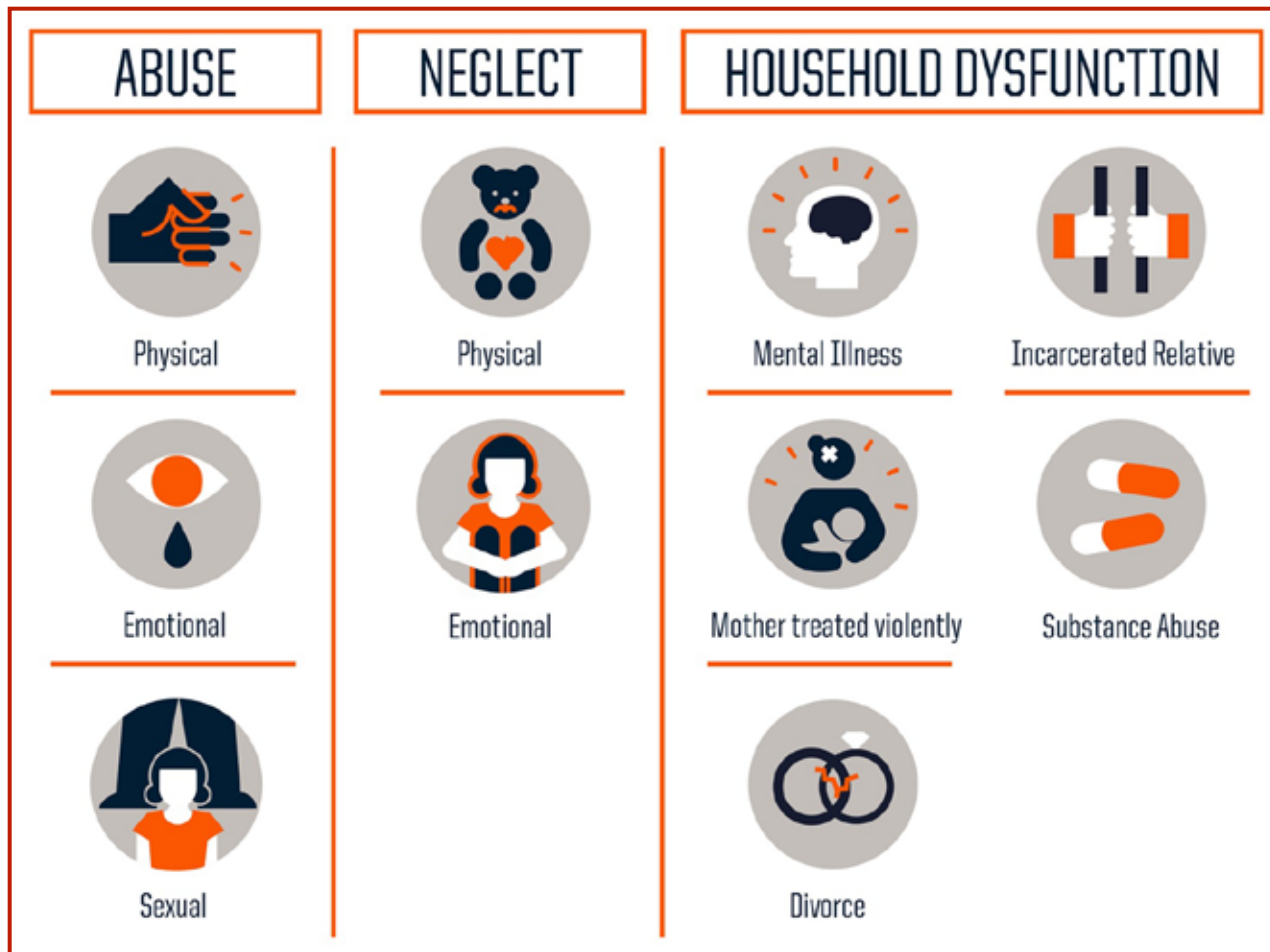 ABUSE
Physical
Emotional
Sexual
NEGLECT
Physical
Emotional
HOUSEHOLD DYSFUNCTION
Mental Illness
Incarcerated Relative
Mother treated violently
Substance Abuse
Divorce